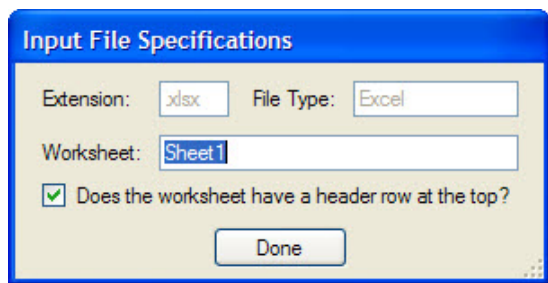 Input File Specifications
Extension: .xlsx File Type: Excel
Worksheet: Sheet1
Does the worksheet have a header row at the top?
Done